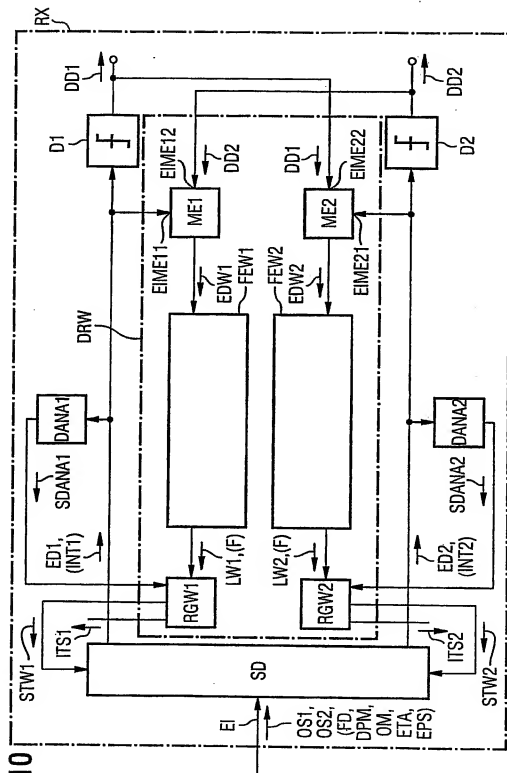 RX
DD1
DD2
D1
D2
EIME12
DD2
DD1
EIME22
ME1
ME2
EIME11
EIME21
EDW1
FEW1
EDW2
FEW2
DRW
DANA1
SDANA1
DANA2
SDANA2
ED1,
(INT1)
ED2,
(INT2)
LW1,(F)
LW2,(F)
RGW1
RGW2
STW1
ITS1
ITS2
STW2
SD
EI
OS1,
OS2,
(FD,
DPM,
OM,
ETA,
EPS)
10